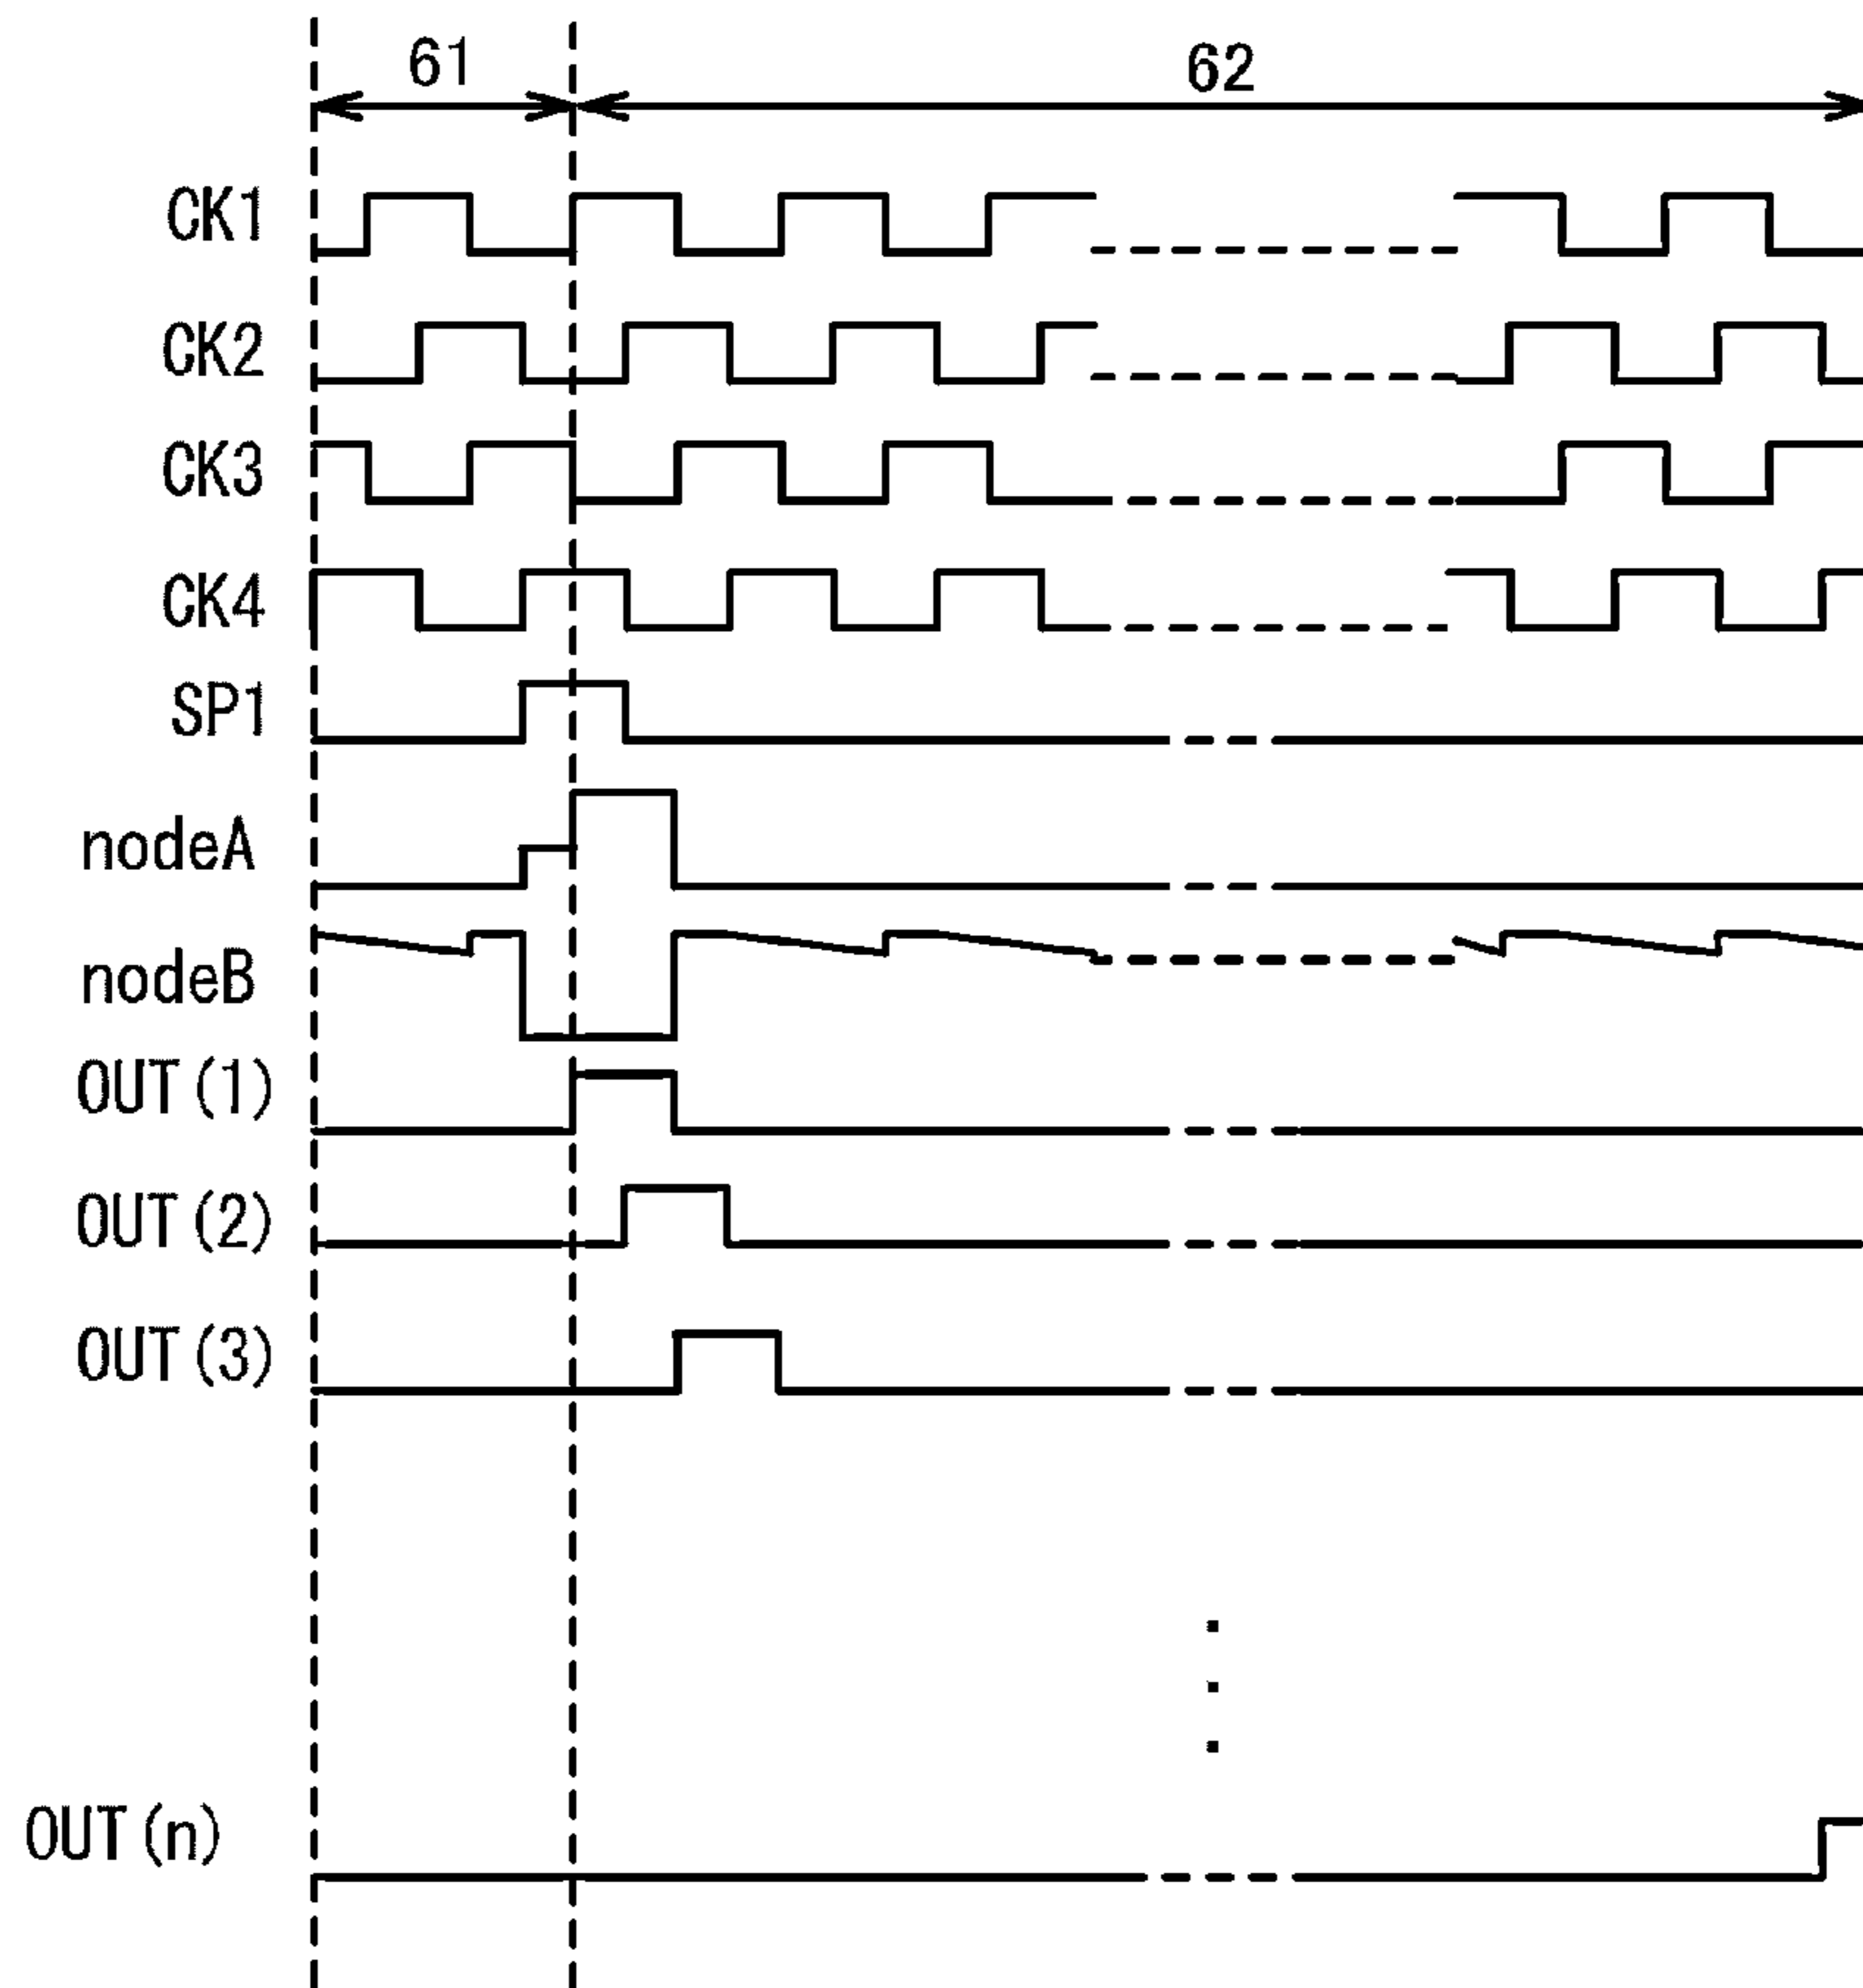 61
62
CK1
CK2
CK3
CK4
SP1
nodeA
nodeB
OUT(1)
OUT(2)
OUT(3)
OUT(n)